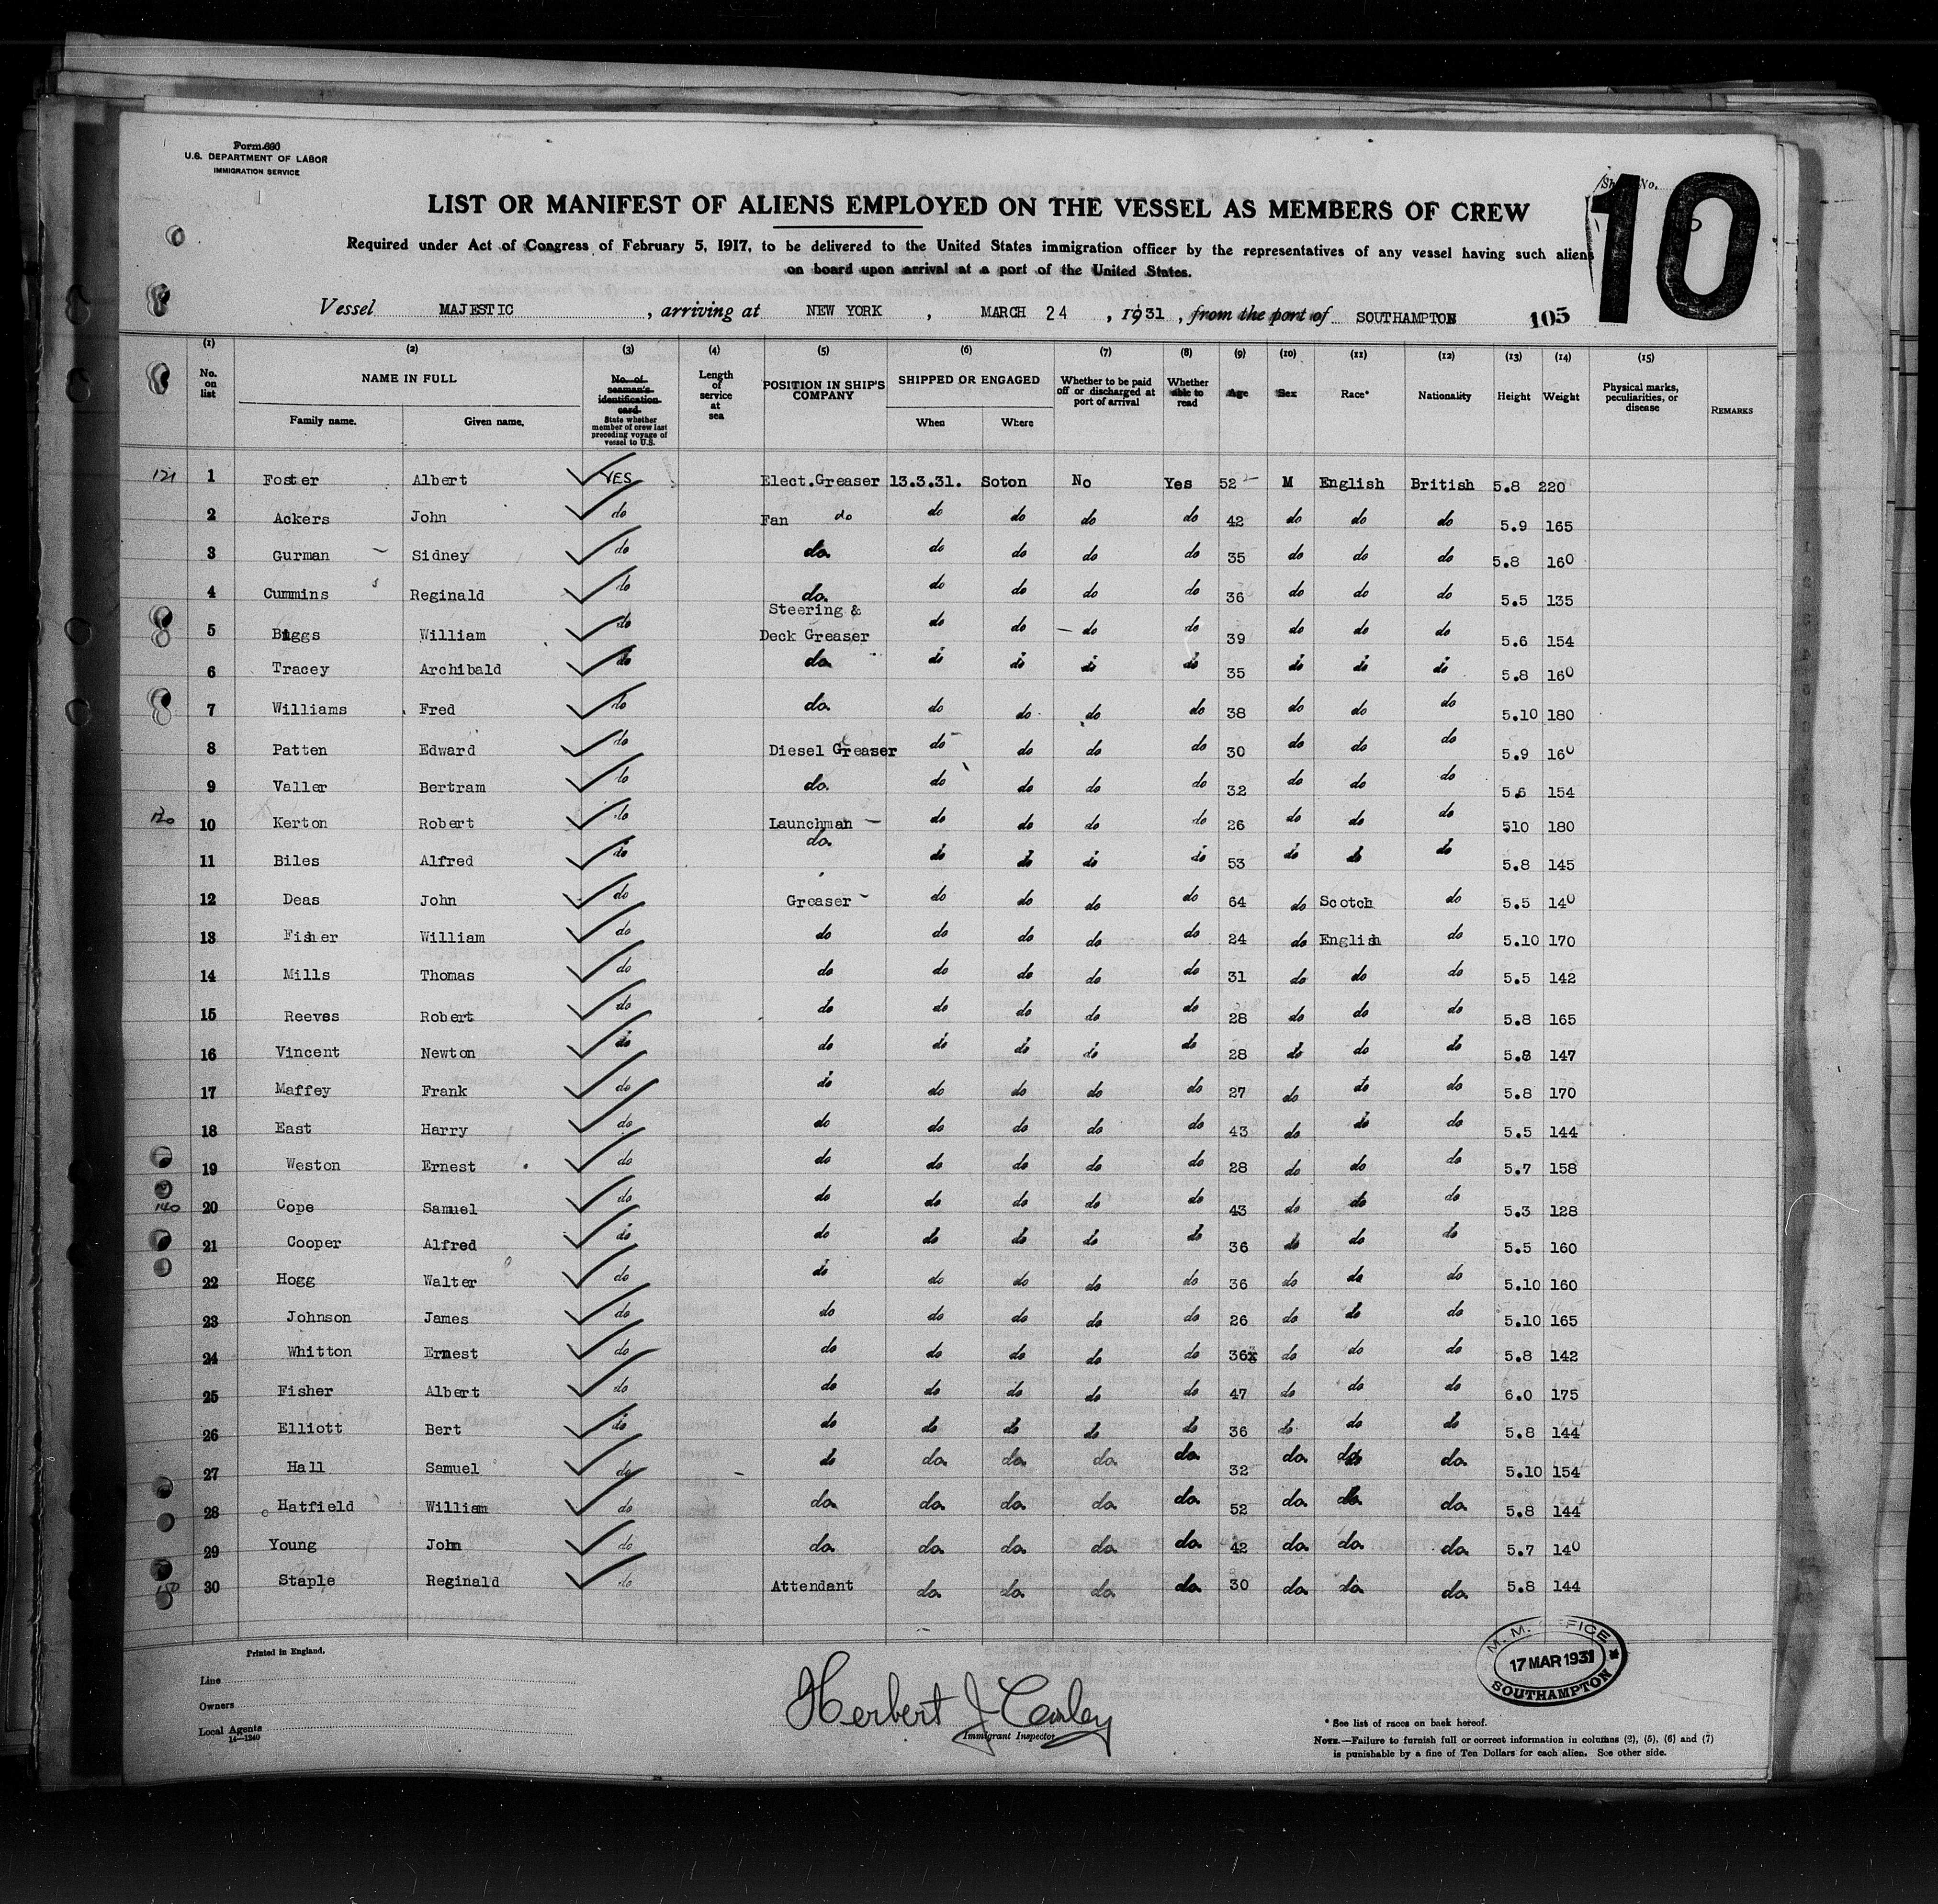 Form 690
U.S. DEPARTMENT OF LABOR
IMMIGRATION SERVICE
No.
10
LIST OR MANIFEST OF ALIENS EMPLOYED ON THE VESSEL AS MEMBERS OF CREW
Required under Act of Congress of February 5, 1917, to be delivered to the United States immigration officer by the representatives of any vessel having such aliens
on board upon arrival at a port of the United States.
Vessel MAJESTIC, arriving at NEW YORK, MARCH 24, 1931, from the port of SOUTHAMPTON 105
(1) (2) (3) (4) (5) (6) (7) (8) (9) (10) (11) (12) (13) (14) (15)
No. on list NAME IN FULL Family name. Given name. No. of seaman's identification card. State whether member of crew last preceding voyage of vessel to U.S. Length of service at sea POSITION IN SHIP'S COMPANY SHIPPED OR ENGAGED When Where Whether to be paid off or discharged at port of arrival Whether able to read Age Sex Race* Nationality Height Weight Physical marks, peculiarities, or disease REMARKS
121 1 Foster Albert YES Elect.Greaser 13.3.31. Soton No Yes 52 M English British 5.8 220
2 Ackers John do Fan do do do do do 42 do do do 5.9 165
3 Gurman Sidney do do. do do do do 35 do do do 5.8 160
4 Cummins Reginald do do. do do do do 36 do do do 5.5 135
5 Biggs William do Steering & Deck Greaser do do do do 39 do do do 5.6 154
6 Tracey Archibald do do. do do do do 35 do do do 5.8 160
7 Williams Fred do do. do do do do 38 do do do 5.10 180
8 Patten Edward do Diesel Greaser do do do do 30 do do do 5.9 160
9 Valler Bertram do do. do do do do 32 do do do 5.6 154
10 Kerton Robert do Launchman do do do do 26 do do do 510 180
11 Biles Alfred do do. do do do do 53 do do do 5.8 145
12 Deas John do Greaser do do do do 64 do Scotch do 5.5 140
13 Fisher William do do do do do do 24 do English do 5.10 170
14 Mills Thomas do do do do do do 31 do do do 5.5 142
15 Reeves Robert do do do do do do 28 do do do 5.8 165
16 Vincent Newton do do do do do do 28 do do do 5.8 147
17 Maffey Frank do do do do do do 27 do do do 5.8 170
18 East Harry do do do do do do 43 do do do 5.5 144
19 Weston Ernest do do do do do do 28 do do do 5.7 158
140 20 Cope Samuel do do do do do do 43 do do do 5.3 128
21 Cooper Alfred do do do do do do 36 do do do 5.5 160
22 Hogg Walter do do do do do do 36 do do do 5.10 160
23 Johnson James do do do do do do 26 do do do 5.10 165
24 Whitton Ernest do do do do do do 36 do do do 5.8 142
25 Fisher Albert do do do do do do 47 do do do 6.0 175
26 Elliott Bert do do do do do do 36 do do do 5.8 144
27 Hall Samuel do do do. do. do. do. 32 do. do. do. 5.10 154
28 Hatfield William do do. do. do. do. do. 52 do. do. do. 5.8 144
29 Young John do do. do. do. do. do. 42 do. do. do. 5.7 140
150 30 Staple Reginald do Attendant do. do. do. do. 30 do. do. do. 5.8 144
Printed in England.
Line
Owners
Local Agents
14—1240
Herbert J
Immigrant Inspector
M. M. OFFICE
17 MAR 1931
SOUTHAMPTON
* See list of races on back hereof.
NOTE.—Failure to furnish full or correct information in columns (2), (5), (6) and (7)
is punishable by a fine of Ten Dollars for each alien. See other side.